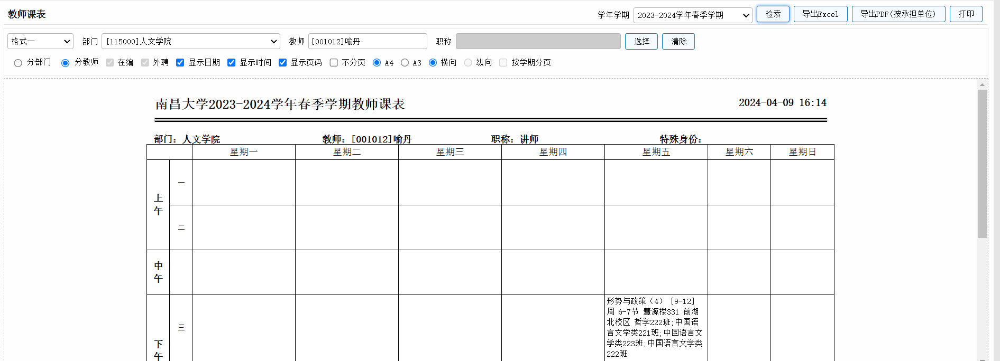 教师课表
学年学期 2023-2024学年春季学期 检索 导出Excel 导出PDF(按承担单位) 打印
格式一 部门 [115000]人文学院 教师 [001012]喻丹 职称 选择 清除
分部门 分教师 在编 外聘 显示日期 显示时间 显示页码 不分页 A4 A3 横向 纵向 按学期分页
南昌大学2023-2024学年春季学期教师课表 2024-04-09 16:14
部门：人文学院 教师：[001012]喻丹 职称：讲师 特殊身份：
星期一 星期二 星期三 星期四 星期五 星期六 星期日
上午
一
二
中午
下午
三
形势与政策（4） [9-12]
周 6-7节 慧源楼331 前湖
北校区 哲学222班;中国语
言文学类221班;中国语言文
学类223班;中国语言文学类
222班